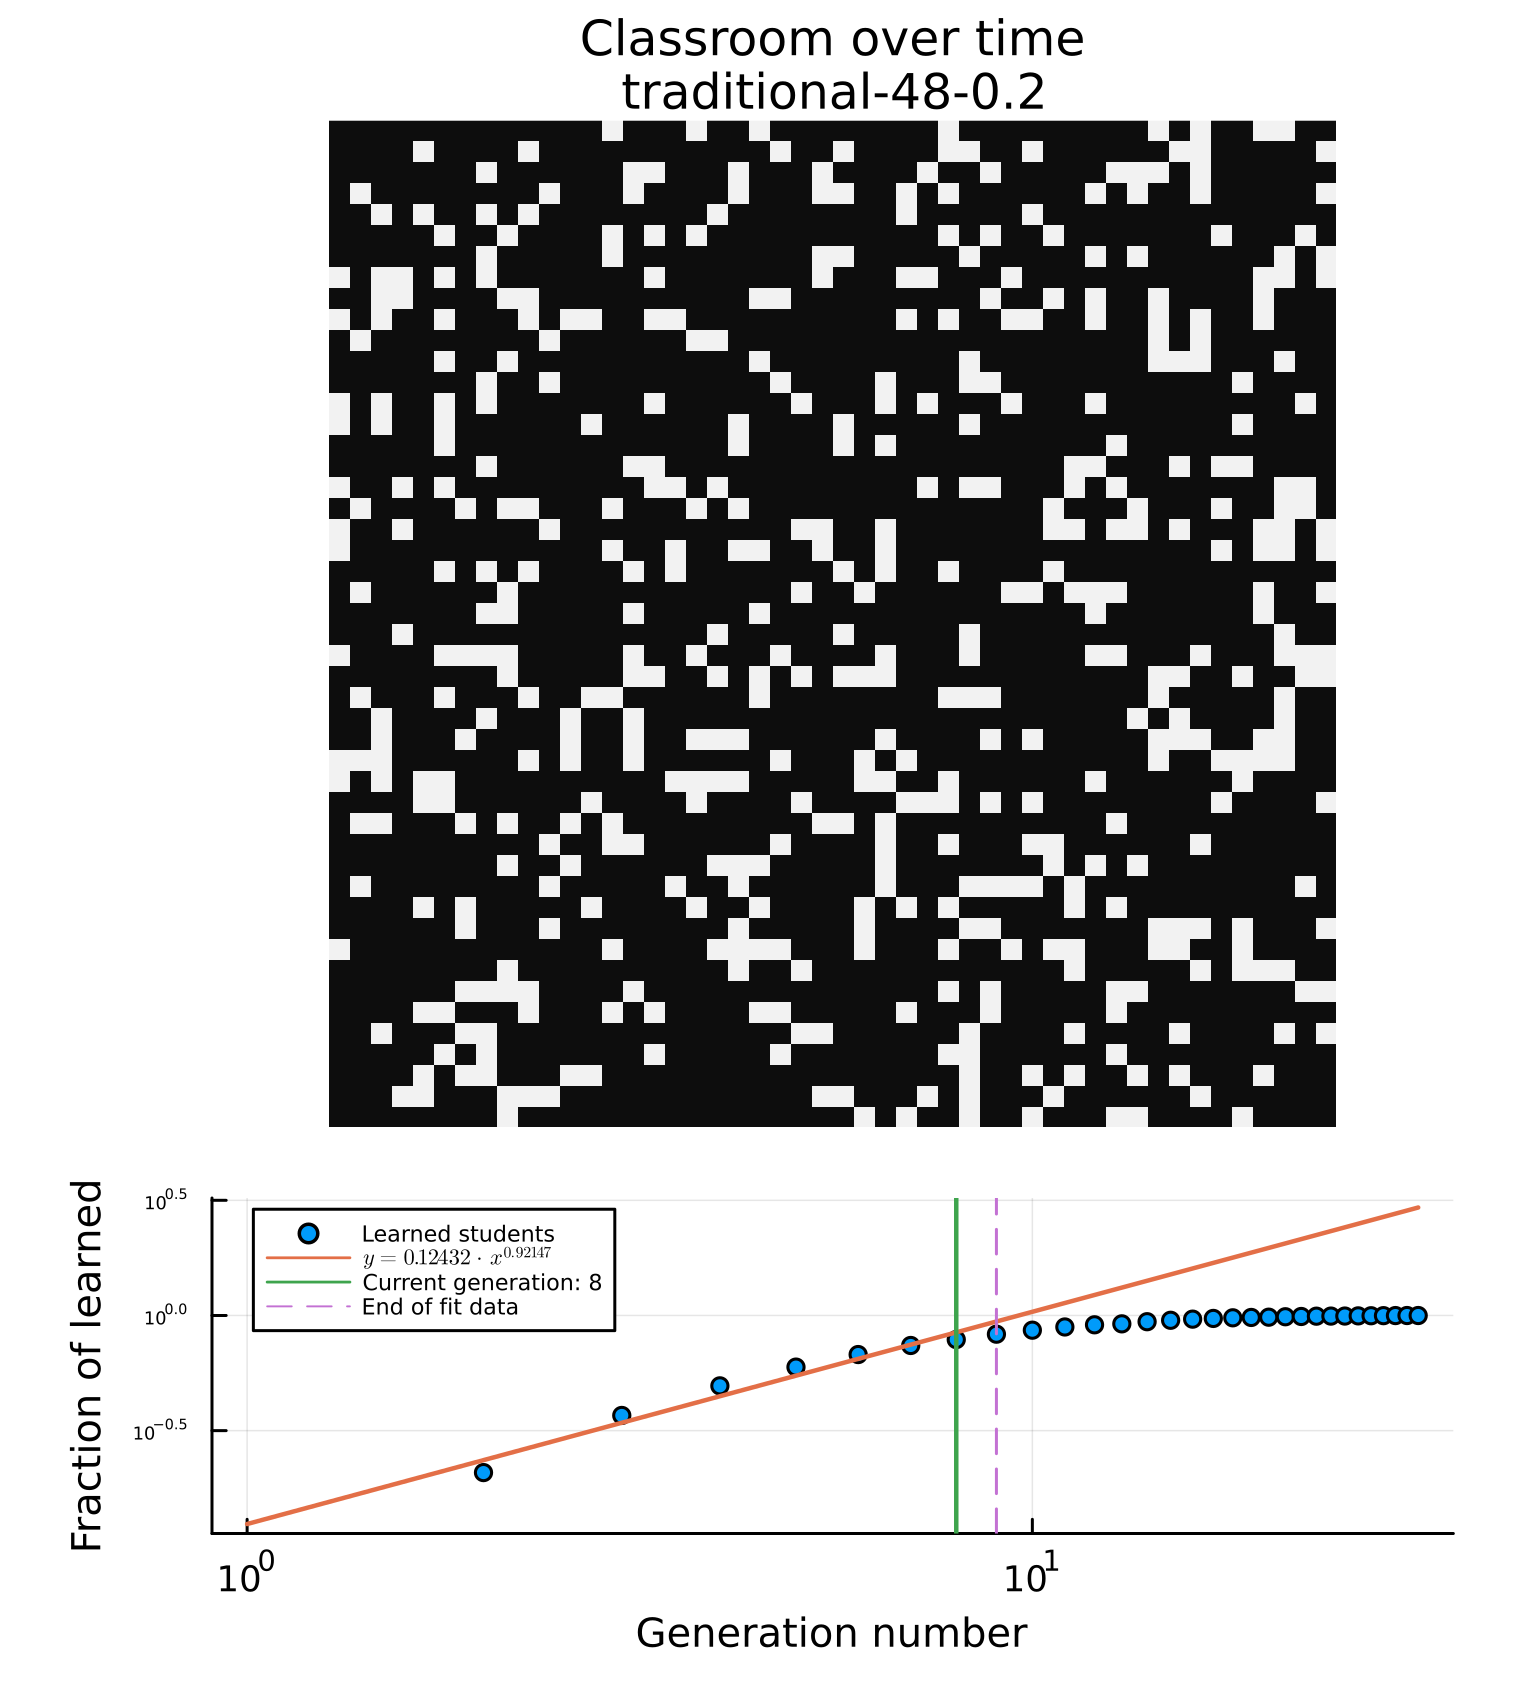 Classroom over time
traditional-48-0.2
Fraction of learned
10^0.5
10^0.0
10^−0.5
Learned students
y = 0.12432 · x^0.92147
Current generation: 8
End of fit data
10^0
10^1
Generation number